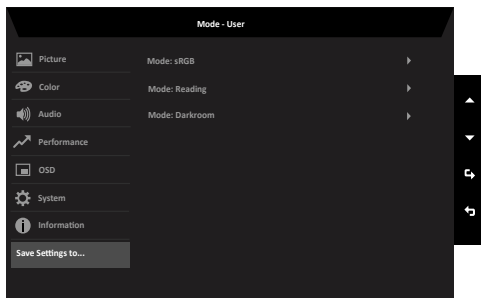 Mode - User
Picture
Mode: sRGB
Color
Mode: Reading
Audio
Mode: Darkroom
Performance
OSD
System
Information
Save Settings to...